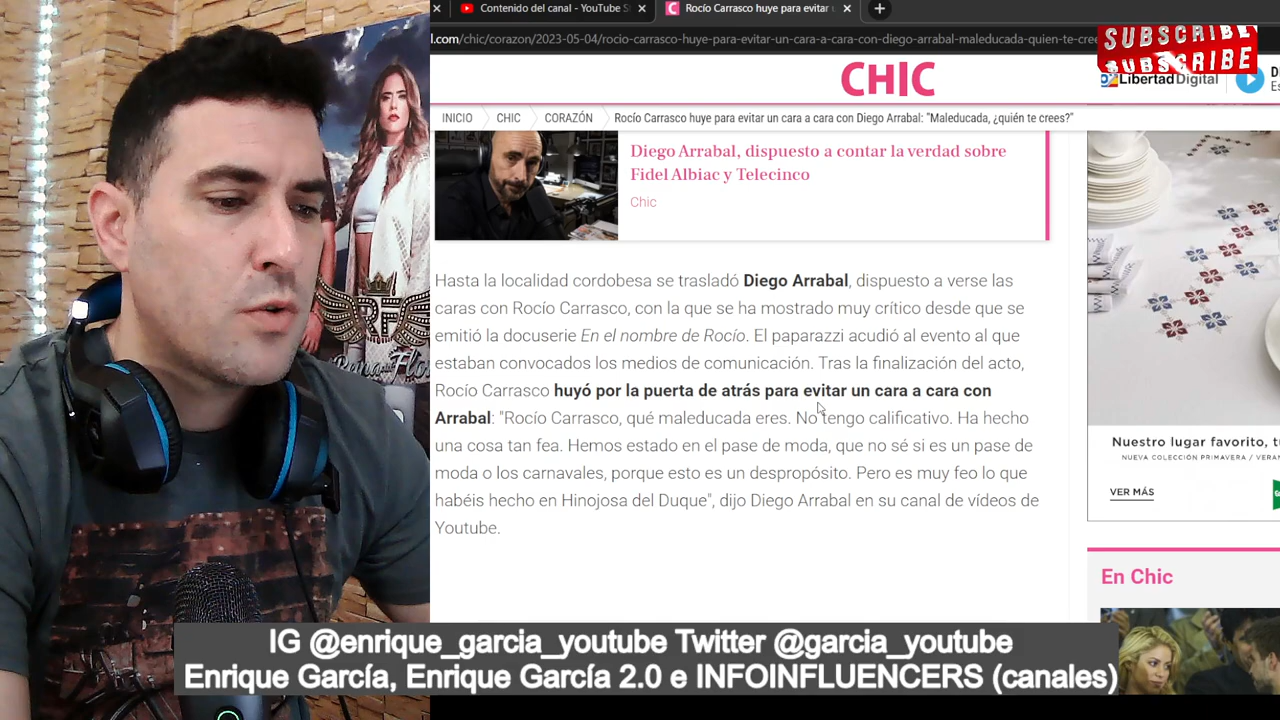 Contenido del canal - YouTube S
Rocío Carrasco huye para evitar
SUBSCRIBE
SUBSCRIBE
l.com/chic/corazon/2023-05-04/rocio-carrasco-huye-para-evitar-un-cara-a-cara-con-diego-arrabal-maleducada-quien-te-cree
CHIC
LibertadDigital
INICIO
CHIC
CORAZÓN
Rocío Carrasco huye para evitar un cara a cara con Diego Arrabal: "Maleducada, ¿quién te crees?"
Diego Arrabal, dispuesto a contar la verdad sobre
Fidel Albiac y Telecinco
Chic
Hasta la localidad cordobesa se trasladó Diego Arrabal, dispuesto a verse las
caras con Rocío Carrasco, con la que se ha mostrado muy crítico desde que se
emitió la docuserie En el nombre de Rocío. El paparazzi acudió al evento al que
estaban convocados los medios de comunicación. Tras la finalización del acto,
Rocío Carrasco huyó por la puerta de atrás para evitar un cara a cara con
Arrabal: "Rocío Carrasco, qué maleducada eres. No tengo calificativo. Ha hecho
una cosa tan fea. Hemos estado en el pase de moda, que no sé si es un pase de
moda o los carnavales, porque esto es un despropósito. Pero es muy feo lo que
habéis hecho en Hinojosa del Duque", dijo Diego Arrabal en su canal de vídeos de
Youtube.
Nuestro lugar favorito, t
NUEVA COLECCIÓN PRIMAVERA / VERAN
VER MÁS
En Chic
RF
IG @enrique_garcia_youtube Twitter @garcia_youtube
Enrique García, Enrique García 2.0 e INFOINFLUENCERS (canales)